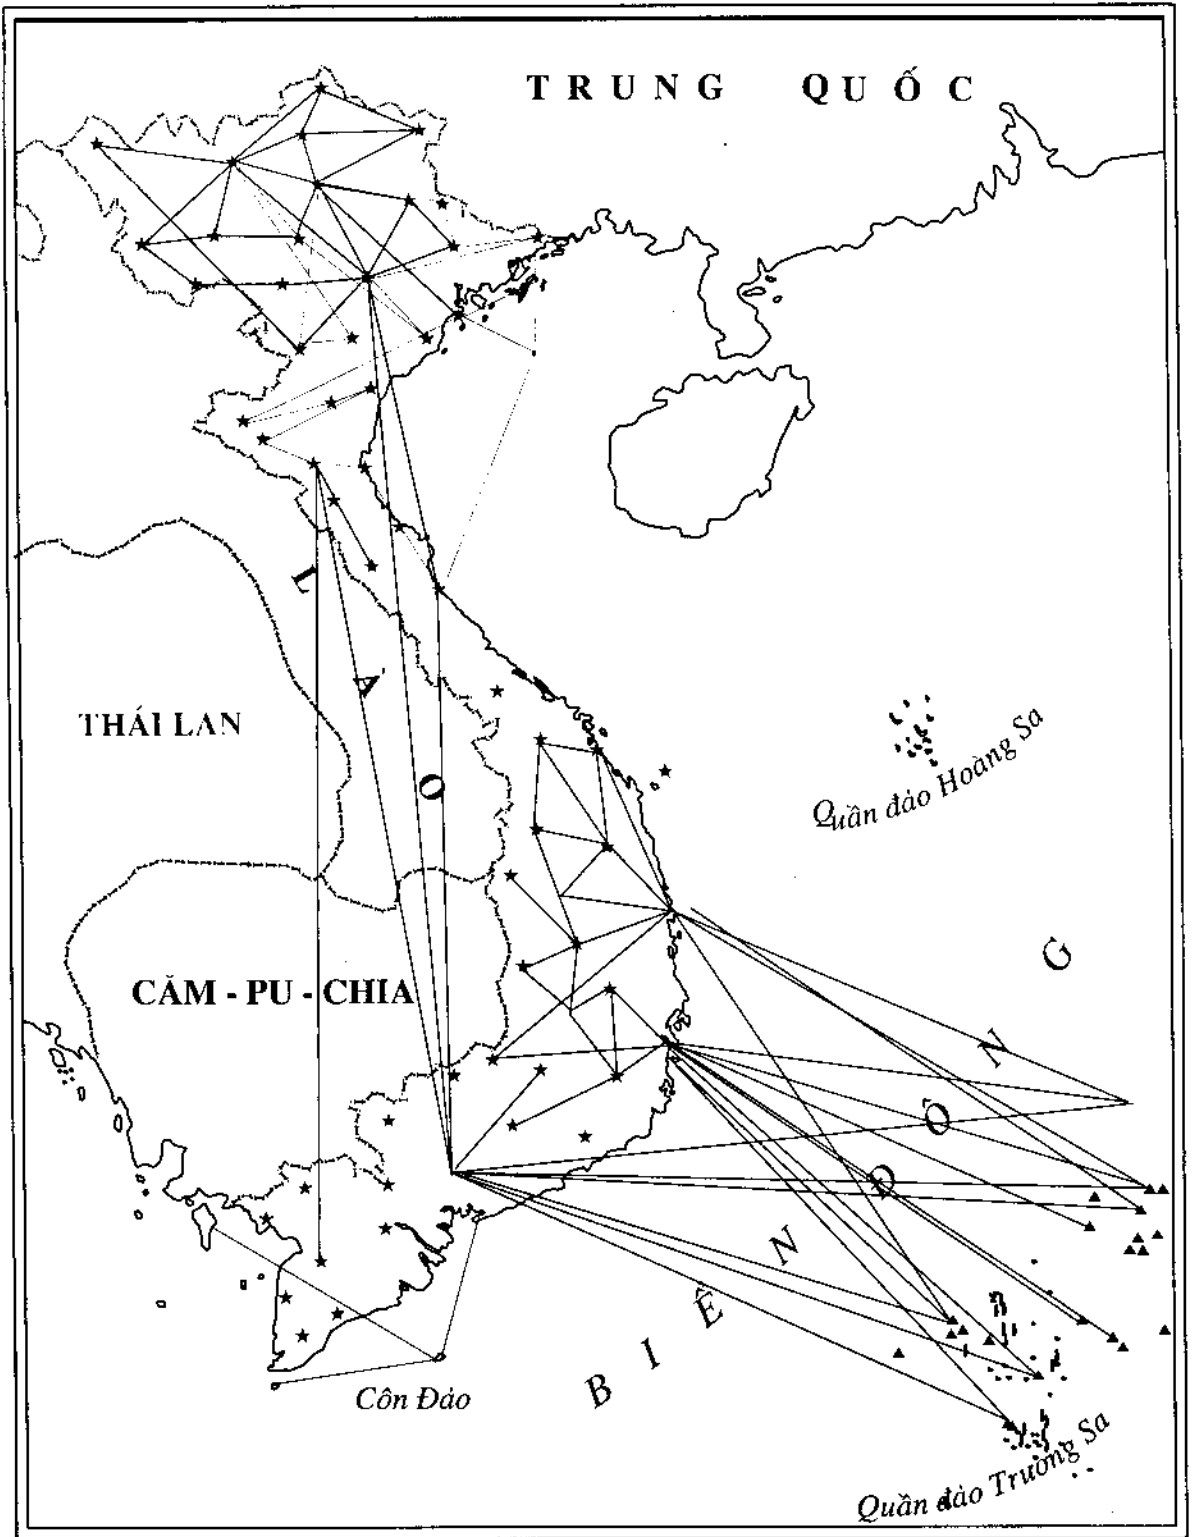 TRUNG QUỐC
LÀO
THÁI LAN
Quần đảo Hoàng Sa
CĂM - PU - CHIA
BIỂN ĐÔNG
Côn Đảo
Quần đảo Trường Sa